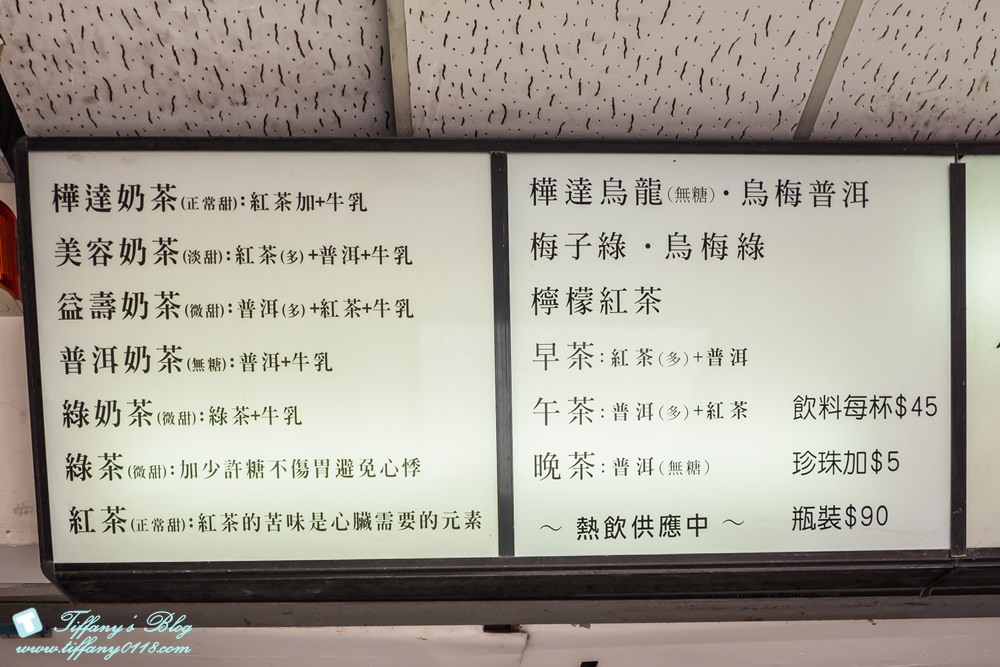 樺達奶茶(正常甜):紅茶加+牛乳
美容奶茶(淡甜):紅茶(多)+普洱+牛乳
益壽奶茶(微甜):普洱(多)+紅茶+牛乳
普洱奶茶(無糖):普洱+牛乳
綠奶茶(微甜):綠茶+牛乳
綠茶(微甜):加少許糖不傷胃避免心悸
紅茶(正常甜):紅茶的苦味是心臟需要的元素
樺達烏龍(無糖)・烏梅普洱
梅子綠・烏梅綠
檸檬紅茶
早茶:紅茶(多)+普洱
午茶:普洱(多)+紅茶
晚茶:普洱(無糖)
～熱飲供應中～
飲料每杯$45
珍珠加$5
瓶裝$90
Tiffany's Blog
www.tiffany0118.com